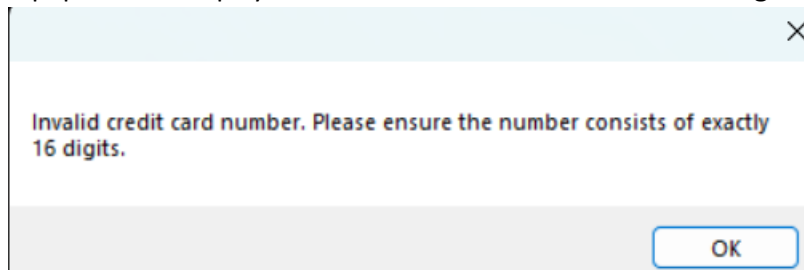 Invalid credit card number. Please ensure the number consists of exactly
16 digits.
OK